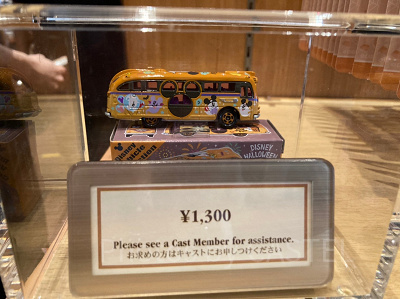 DISNEY
HALLOWEEN
¥1,300
Please see a Cast Member for assistance.
お求めの方はキャストにお申しつけください